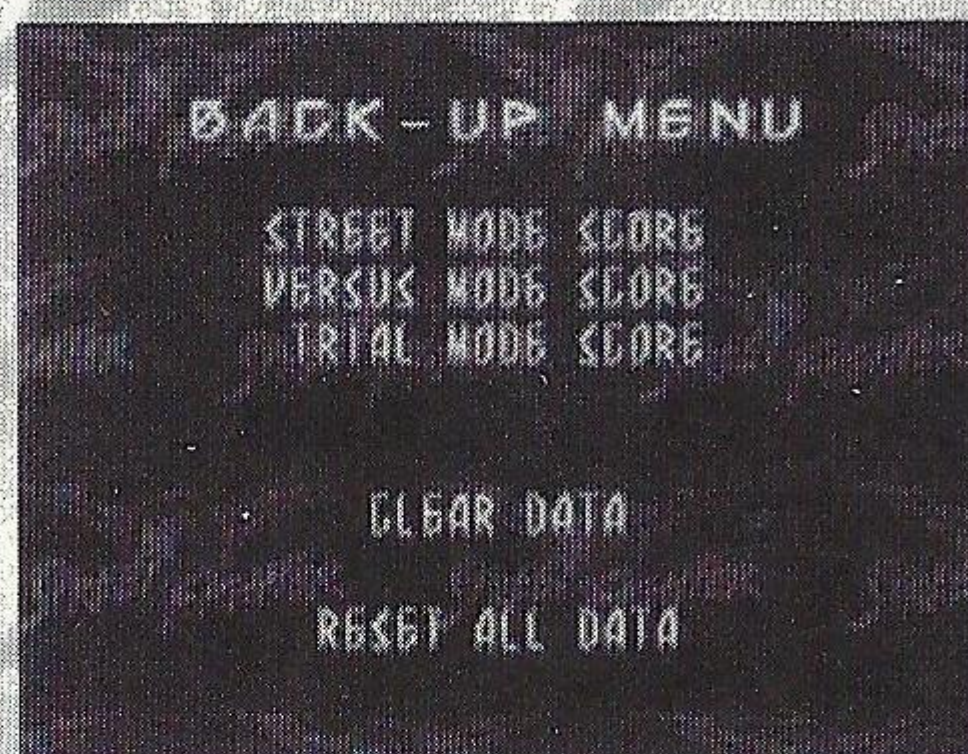 BACK-UP MENU
STREET MODE SCORE
VERSUS MODE SCORE
TRIAL MODE SCORE
CLEAR DATA
RESET ALL DATA